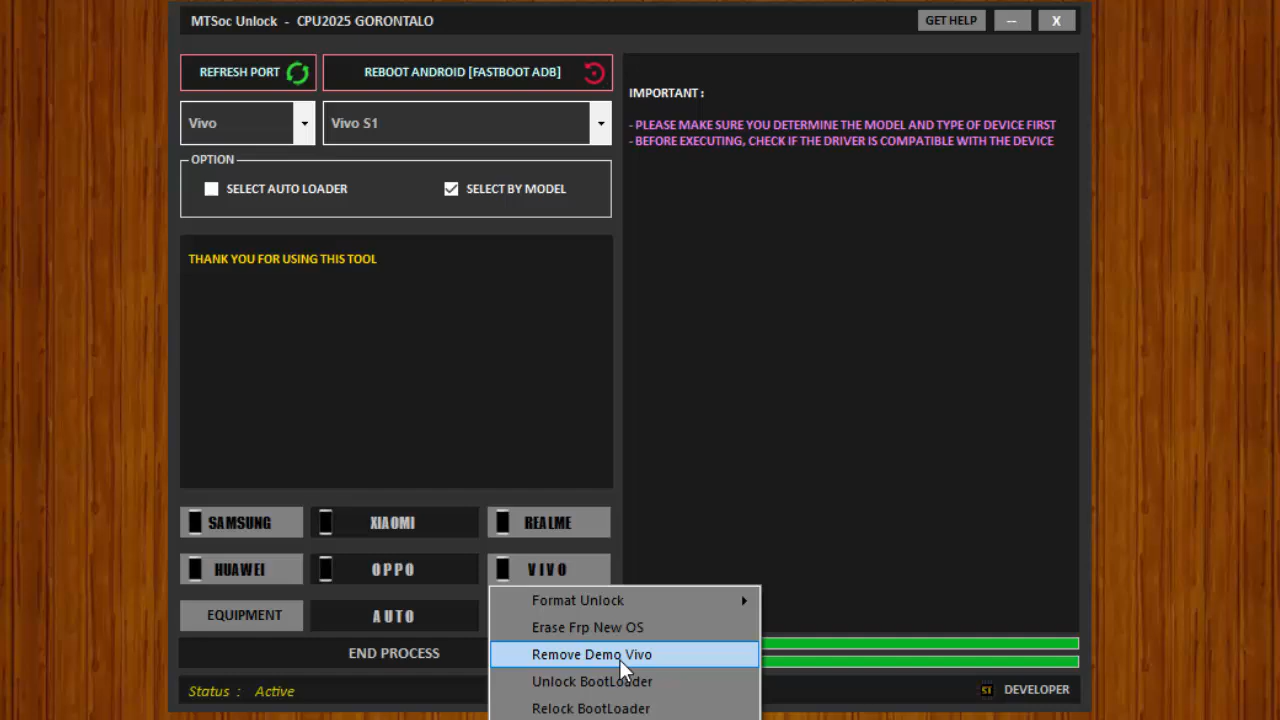 MTSoc Unlock - CPU2025 GORONTALO
GET HELP
--
X
REFRESH PORT
REBOOT ANDROID [FASTBOOT ADB]
Vivo
Vivo S1
OPTION
SELECT AUTO LOADER
SELECT BY MODEL
THANK YOU FOR USING THIS TOOL
IMPORTANT :
- PLEASE MAKE SURE YOU DETERMINE THE MODEL AND TYPE OF DEVICE FIRST
- BEFORE EXECUTING, CHECK IF THE DRIVER IS COMPATIBLE WITH THE DEVICE
SAMSUNG
XIAOMI
REALME
HUAWEI
OPPO
VIVO
EQUIPMENT
AUTO
END PROCESS
Format Unlock
Erase Frp New OS
Remove Demo Vivo
Unlock BootLoader
Relock BootLoader
Status : Active
ST
DEVELOPER